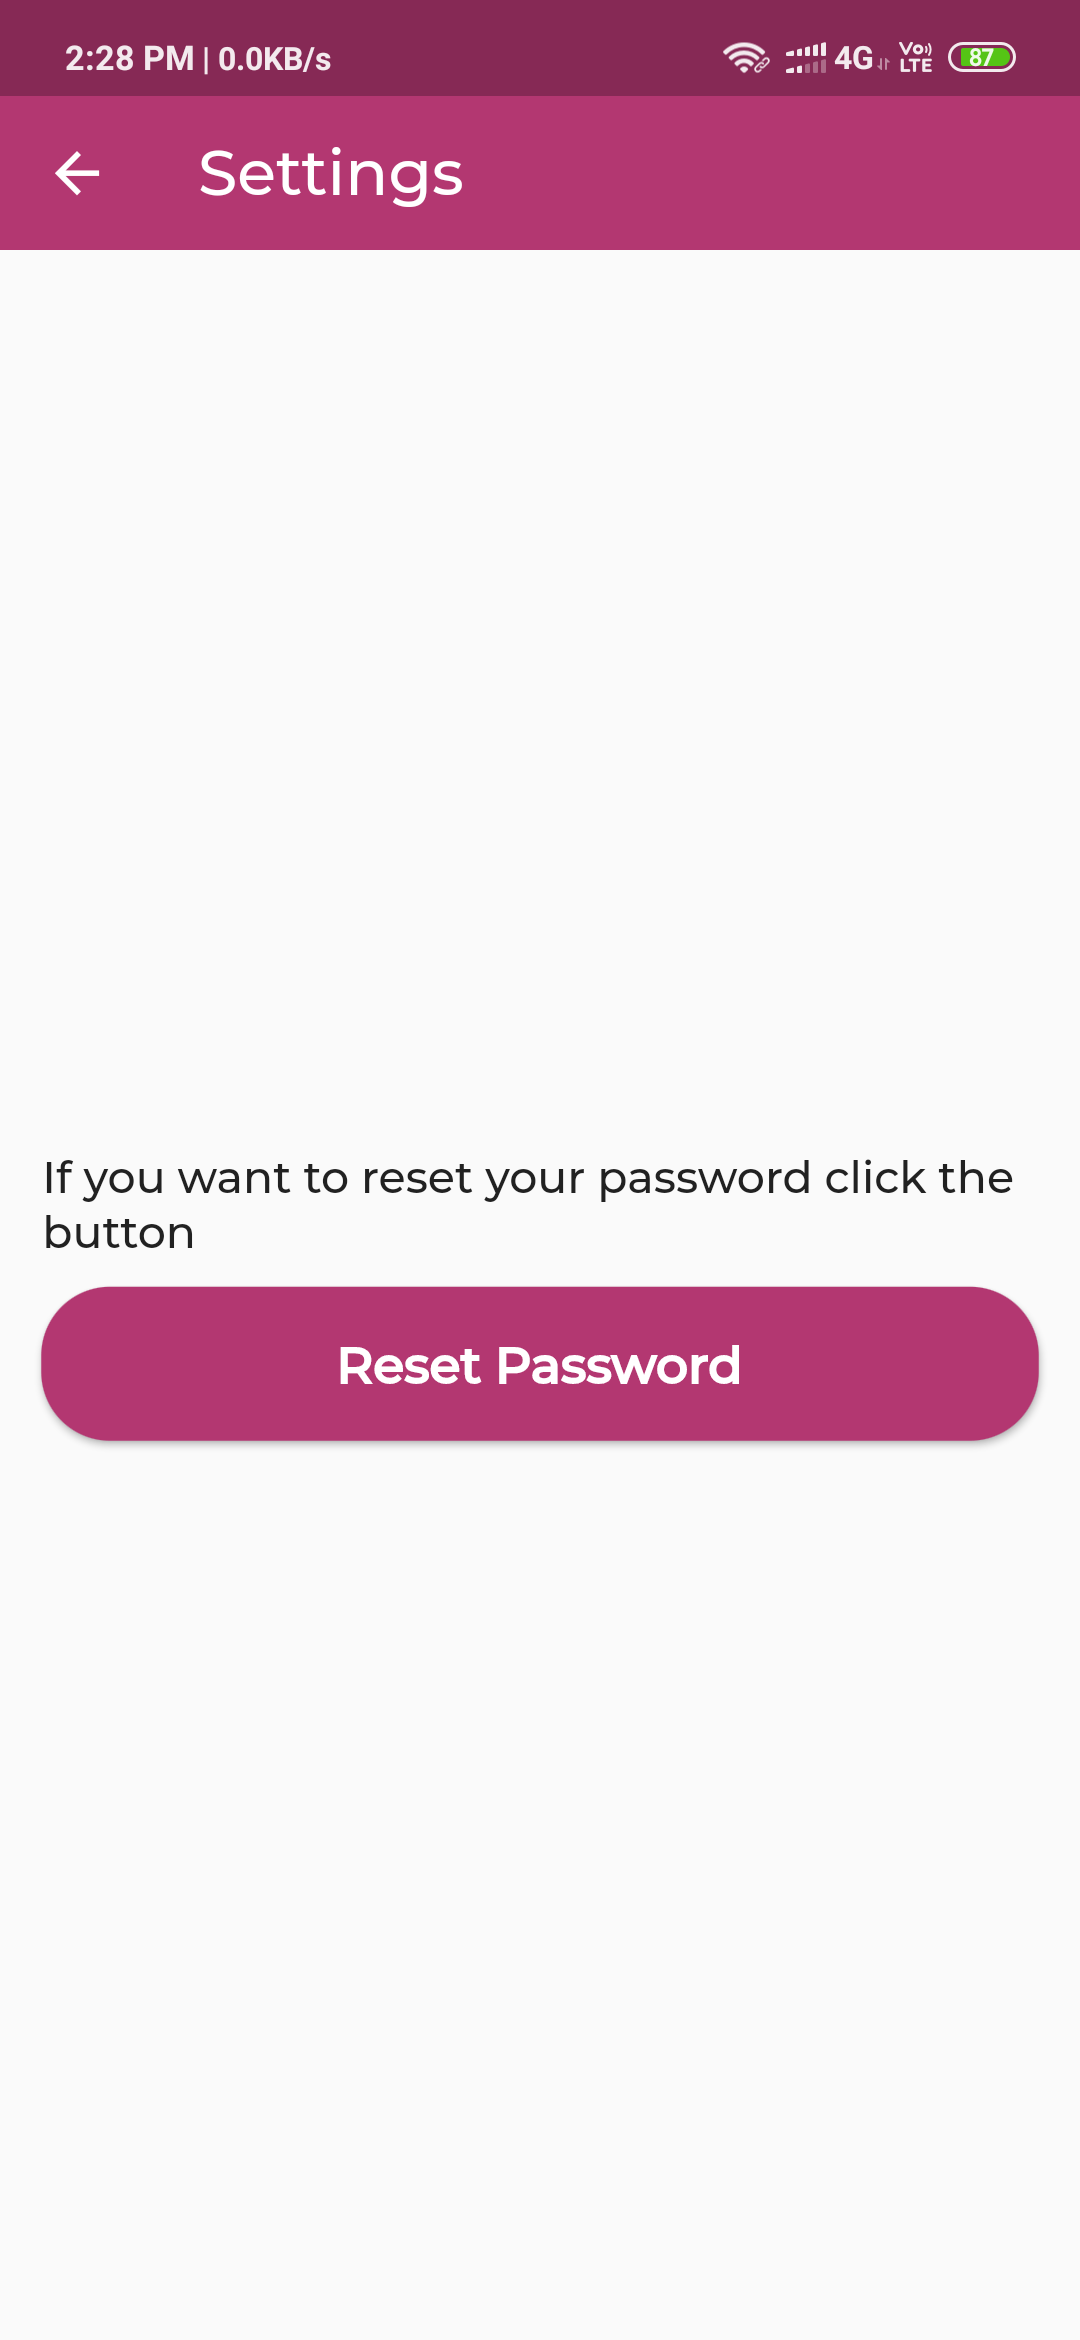 2:28 PM | 0.0KB/s 4G Vo LTE 87
Settings
If you want to reset your password click the
button
Reset Password